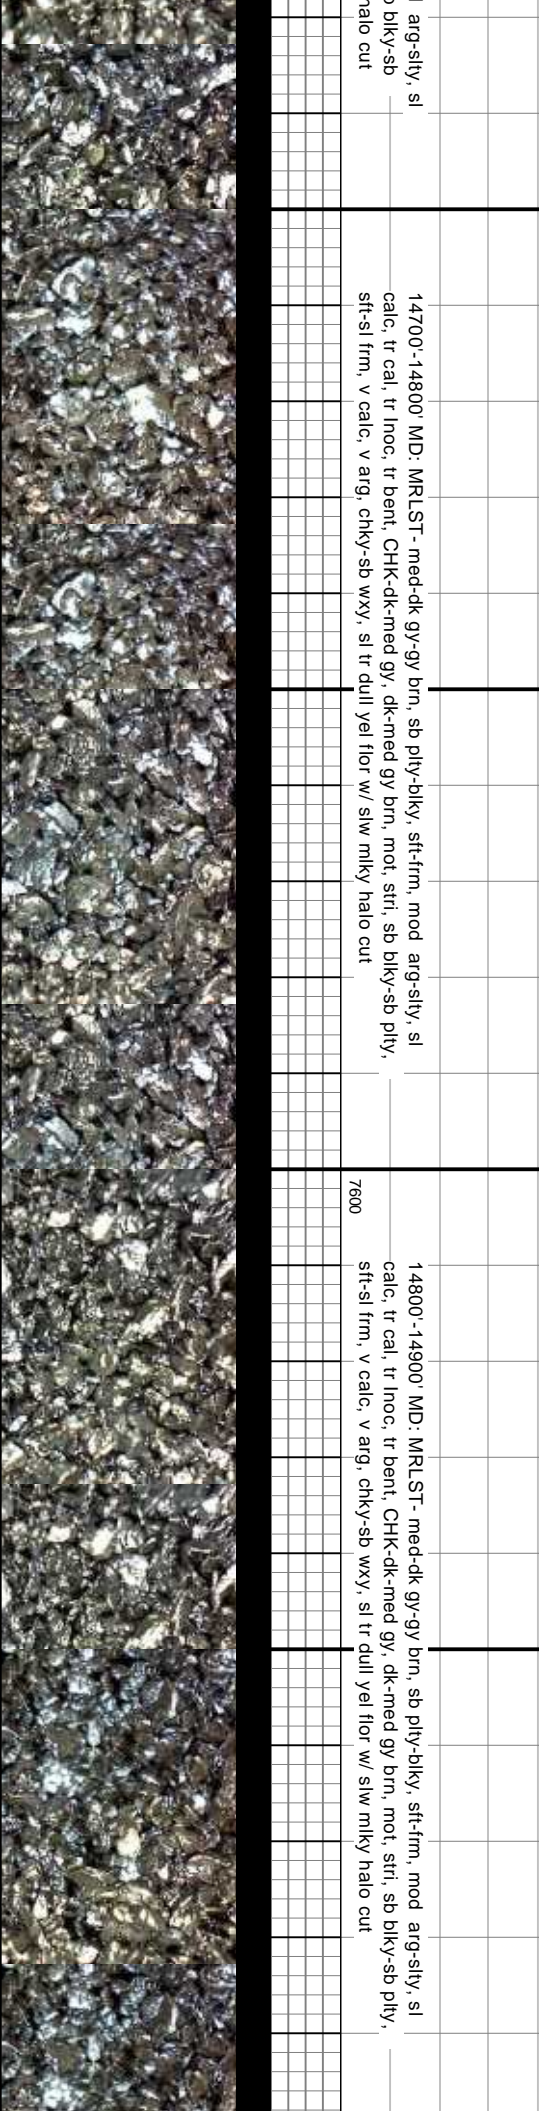 l arg-slty, sl
blky-sb
halo cut
14700'-14800' MD: MRLST- med-dk gy-gy brn, sb plty-blky, sft-frm, mod arg-slty, sl
calc, tr cal, tr Inoc, tr bent, CHK-dk-med gy, dk-med gy brn, mot, stri, sb blky-sb plty,
sft-sl frm, v calc, v arg, chky-sb wxy, sl tr dull yel flor w/ slw mlky halo cut
7600
14800'-14900' MD: MRLST- med-dk gy-gy brn, sb plty-blky, sft-frm, mod arg-slty, sl
calc, tr cal, tr Inoc, tr bent, CHK-dk-med gy, dk-med gy brn, mot, stri, sb blky-sb plty,
sft-sl frm, v calc, v arg, chky-sb wxy, sl tr dull yel flor w/ slw mlky halo cut